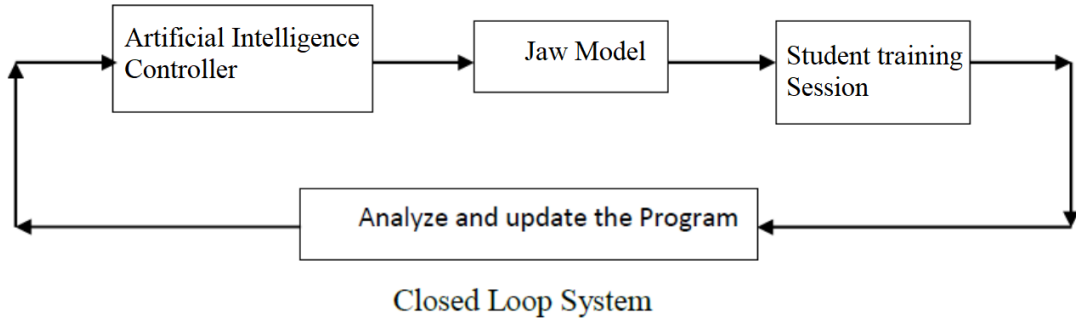 Artificial Intelligence
Controller
Jaw Model
Student training
Session
Analyze and update the Program
Closed Loop System